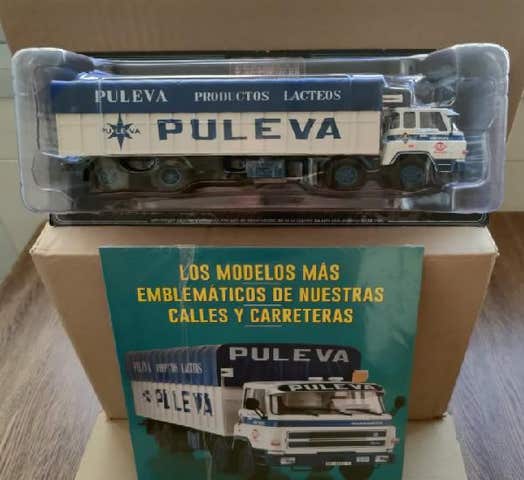 PULEVA PRODUCTOS LACTEOS
PULEVA PULEVA
LOS MODELOS MÁS
EMBLEMÁTICOS DE NUESTRAS
CALLES Y CARRETERAS
PULEVA
PULEVA
PULEVA